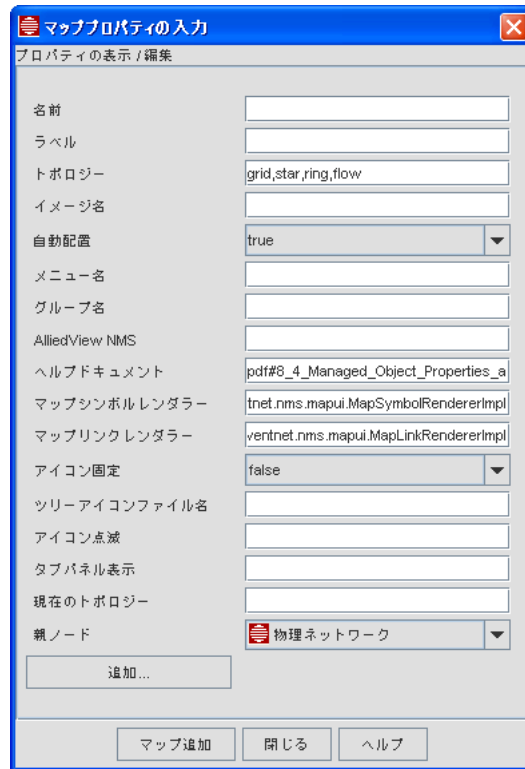 マッププロパティの入力
プロパティの表示 / 編集
名前
ラベル
トポロジー grid,star,ring,flow
イメージ名
自動配置 true
メニュー名
グループ名
AlliedView NMS
ヘルプドキュメント pdf#8_4_Managed_Object_Properties_a
マップシンボルレンダラー tnet.nms.mapui.MapSymbolRendererImpl
マップリンクレンダラー ventnet.nms.mapui.MapLinkRendererImpl
アイコン固定 false
ツリーアイコンファイル名
アイコン点滅
タブパネル表示
現在のトポロジー
親ノード 物理ネットワーク
追加...
マップ追加 閉じる ヘルプ